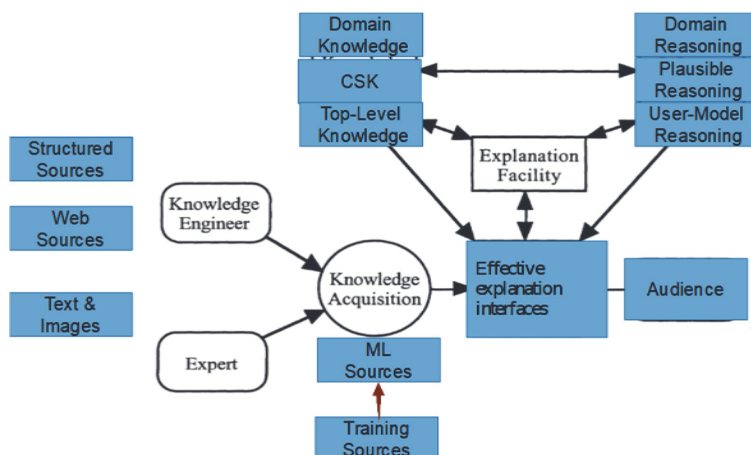 Domain
Knowledge
CSK
Top-Level
Knowledge
Domain
Reasoning
Plausible
Reasoning
User-Model
Reasoning
Structured
Sources
Web
Sources
Text &
Images
Knowledge
Engineer
Expert
Knowledge
Acquisition
ML
Sources
Training
Sources
Explanation
Facility
Effective
explanation
interfaces
Audience